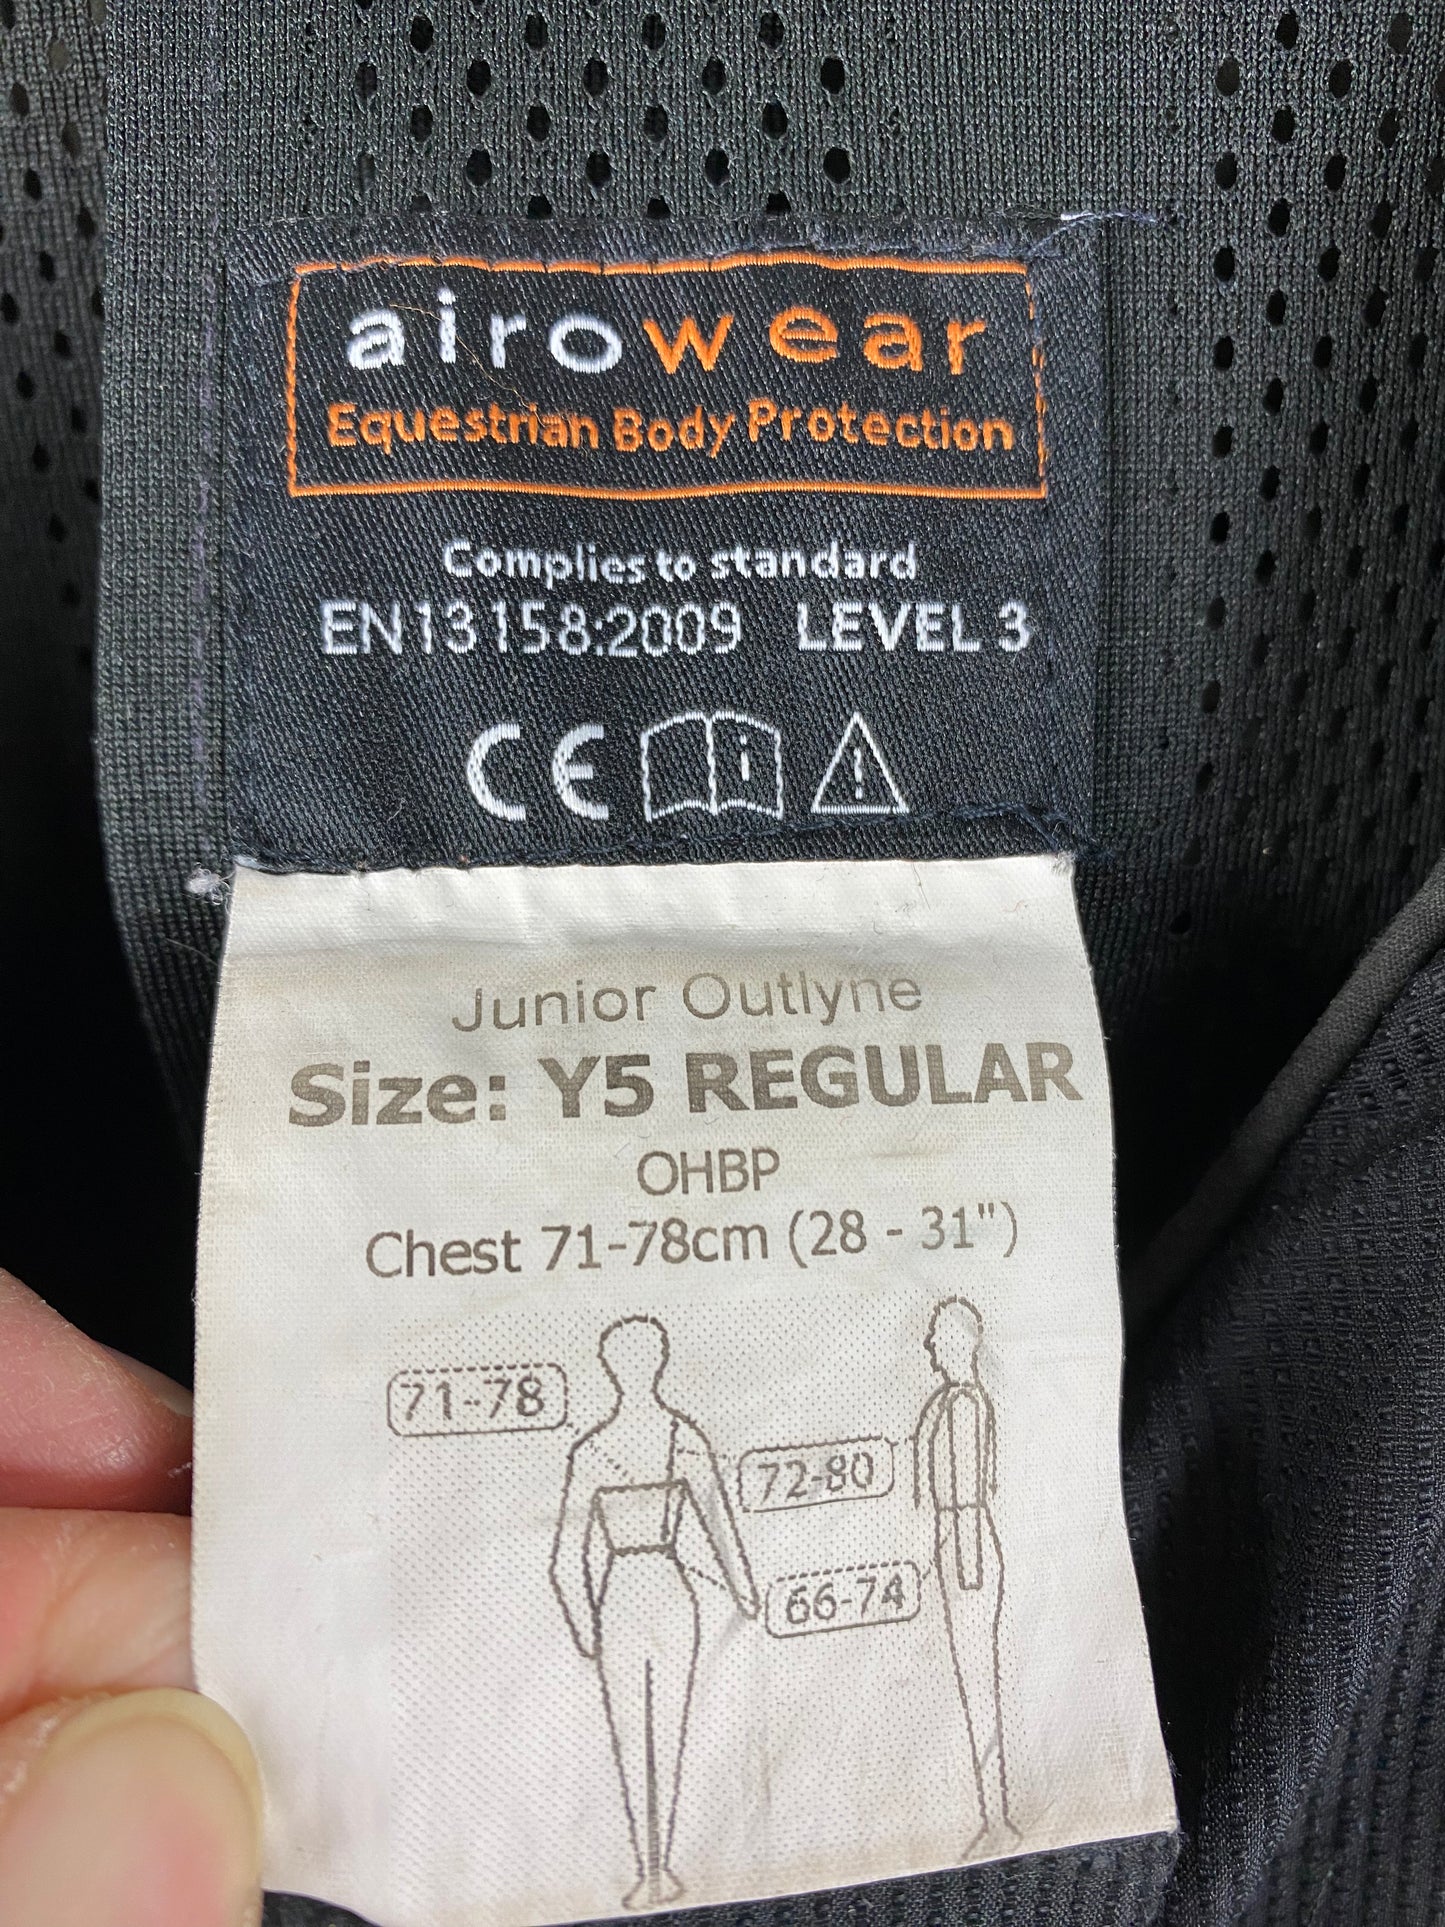 airowear
Equestrian Body Protection
Complies to standard
EN13158:2009 LEVEL 3
CE i
Junior Outlyne
Size: Y5 REGULAR
OHBP
Chest 71-78cm (28 - 31")
71-78
72-80
66-74